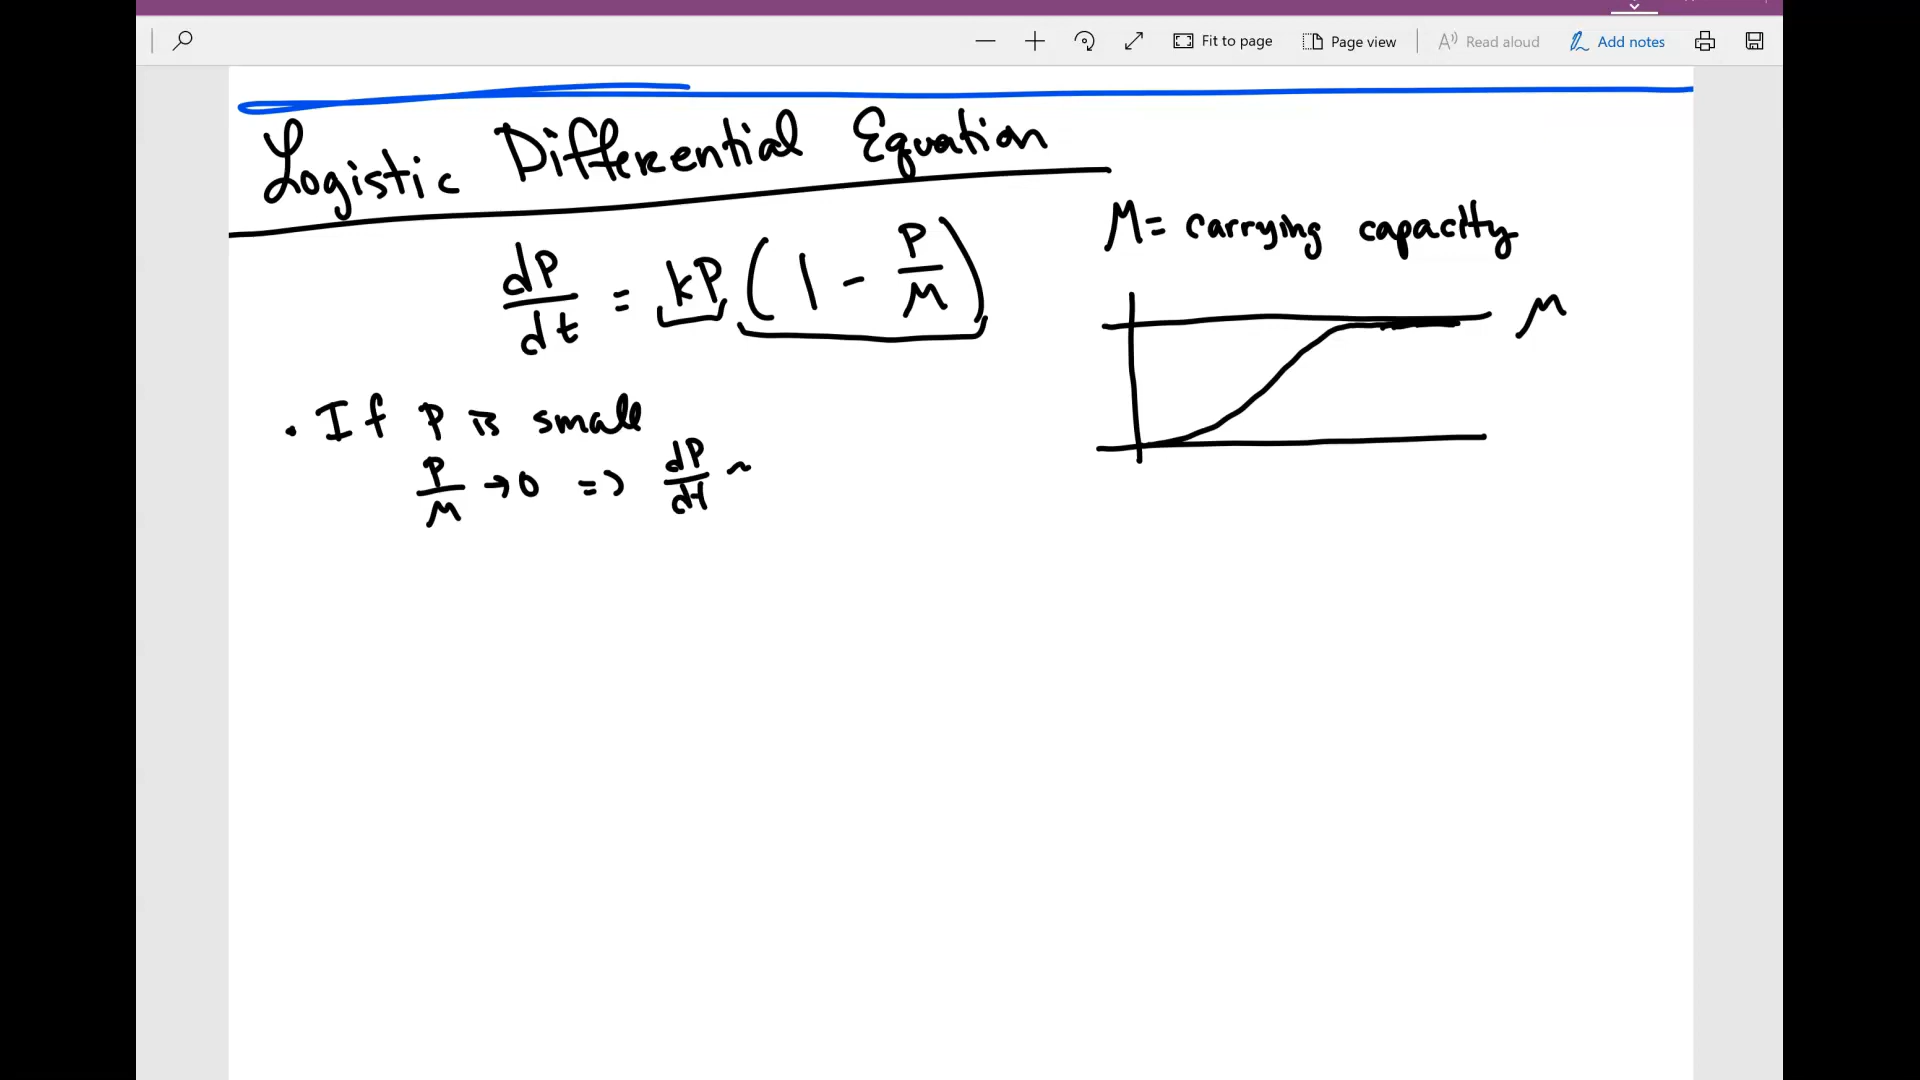 Fit to page
Page view
Read aloud
Add notes
Logistic Differential Equation
M = carrying capacity
dP/dt = kP(1 - P/M)
M
. If P is small
P/M → 0 => dP/dt ~